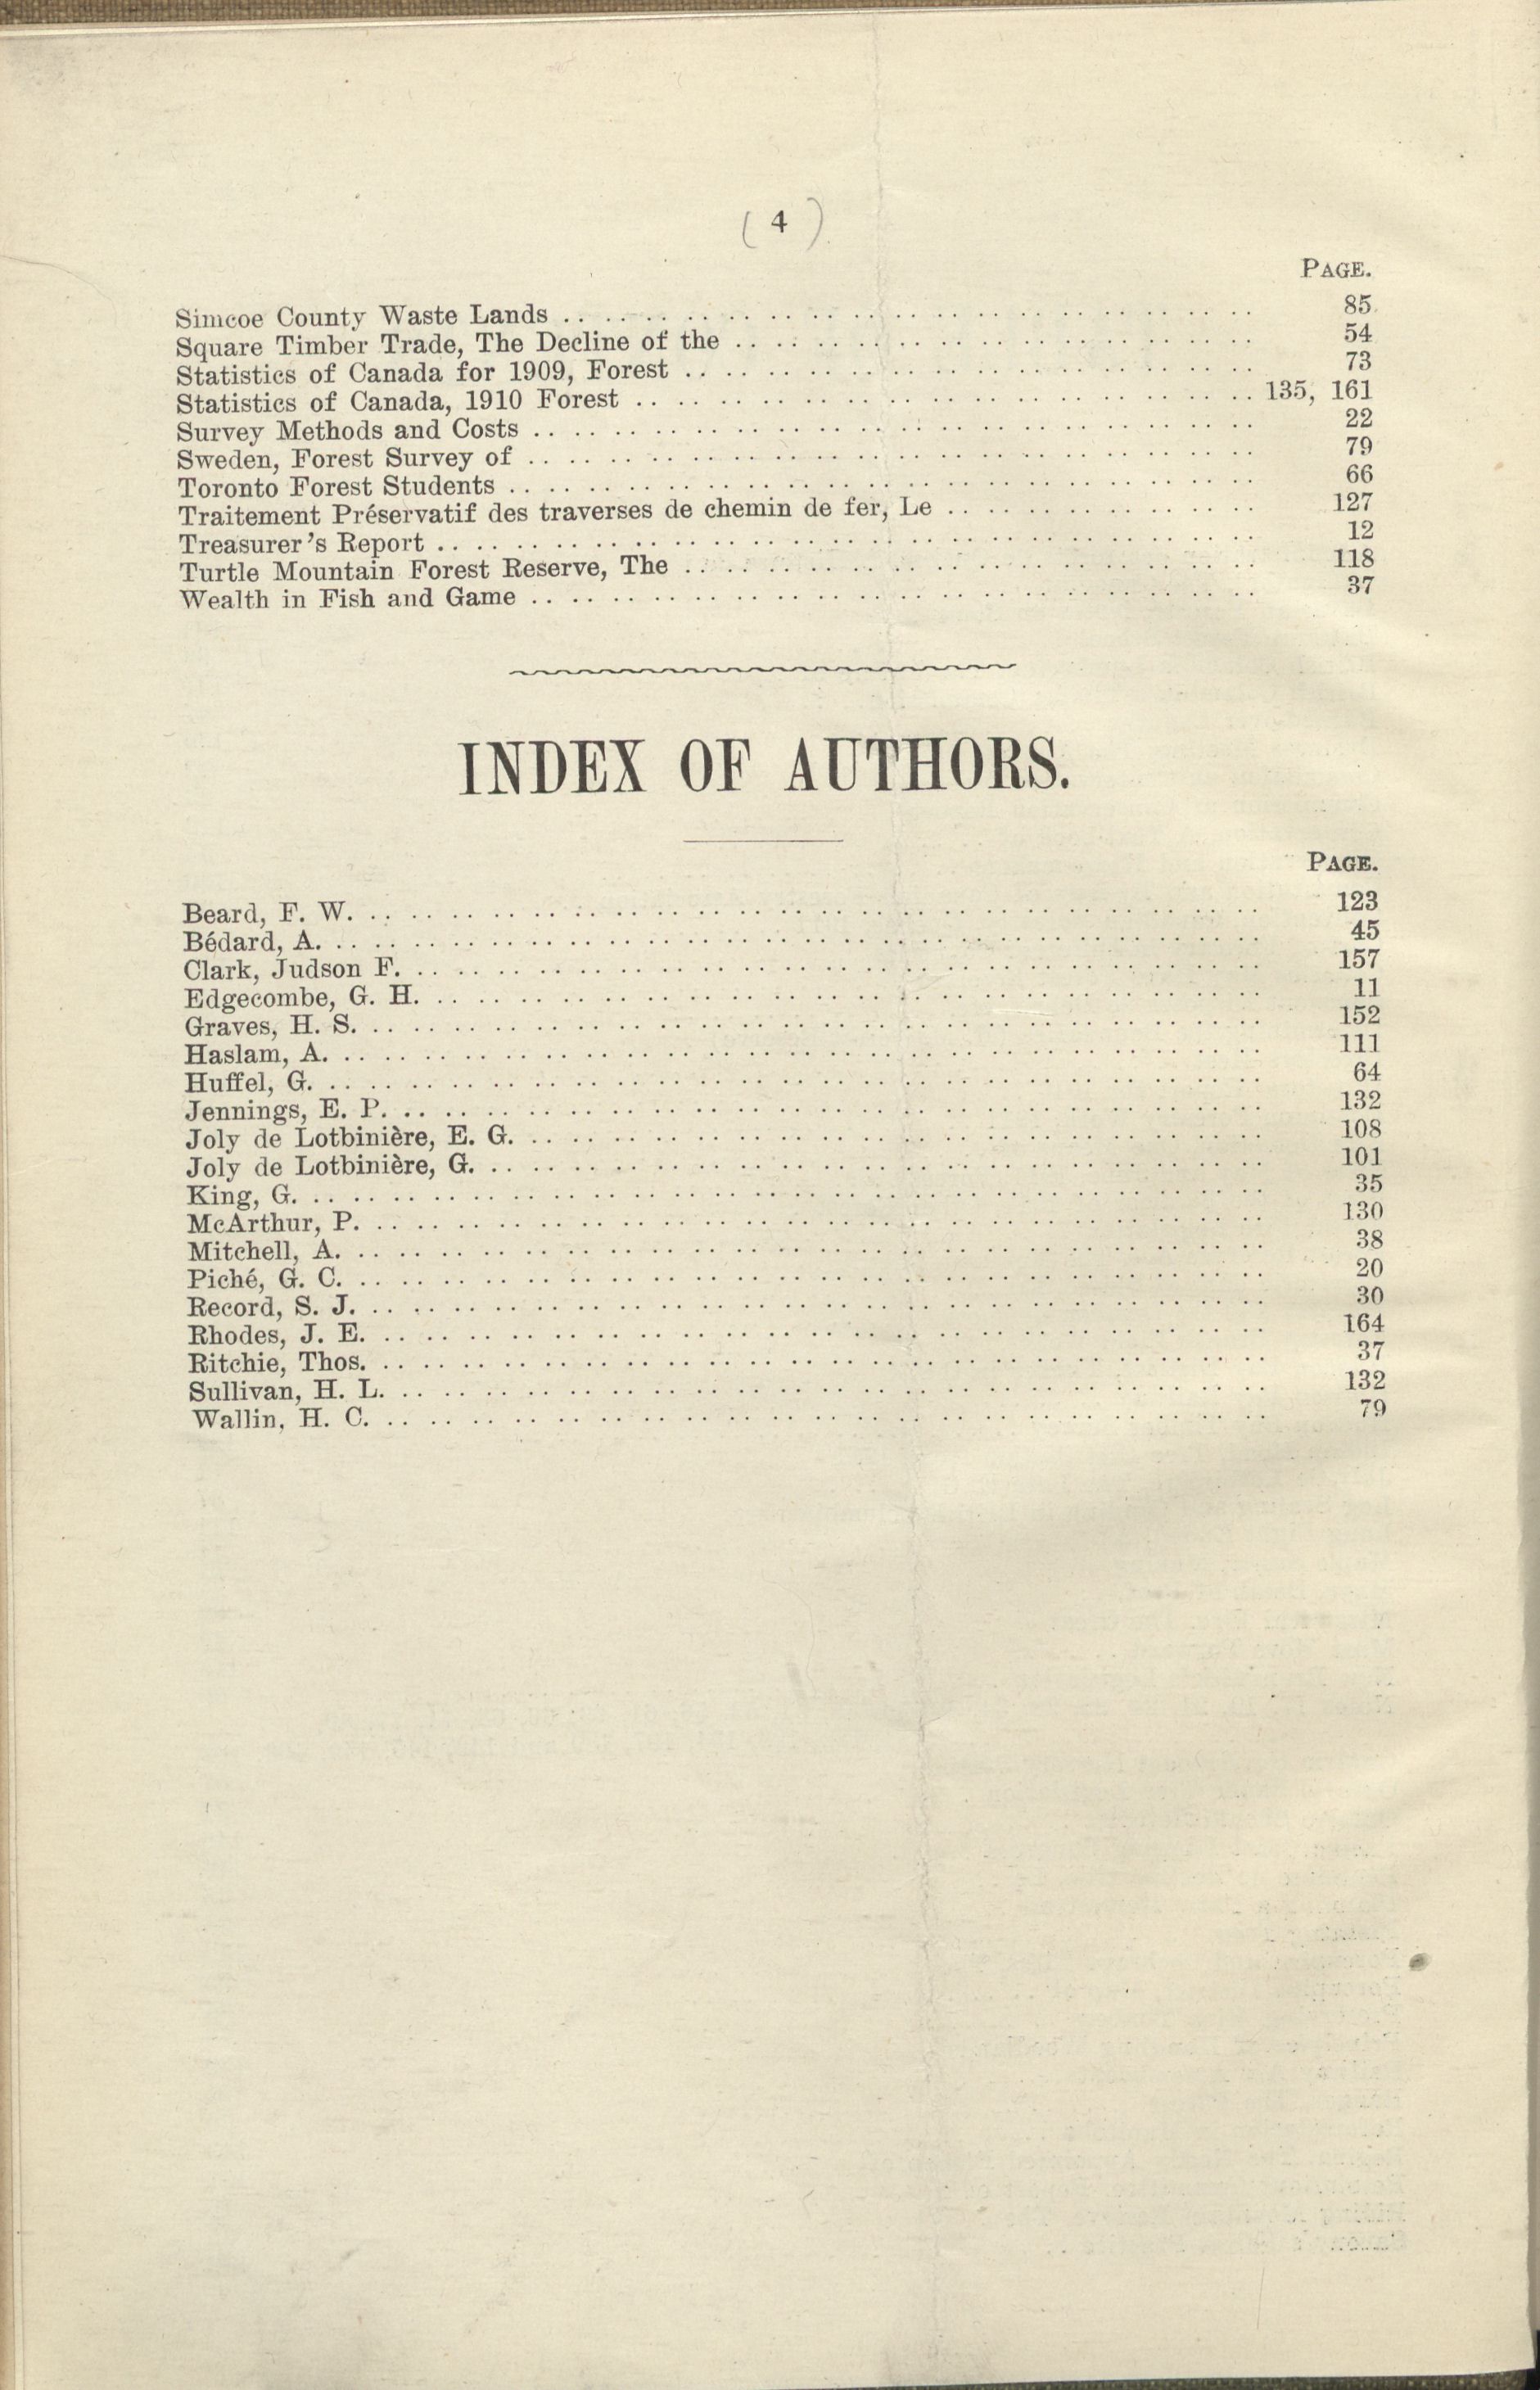 ( 4 )
PAGE.
Simcoe County Waste Lands .. .. .. .. .. .. .. .. .. .. .. .. .. .. .. .. .. 85
Square Timber Trade, The Decline of the .. .. .. .. .. .. .. .. .. .. .. .. .. 54
Statistics of Canada for 1909, Forest .. .. .. .. .. .. .. .. .. .. .. .. .. .. 73
Statistics of Canada, 1910 Forest .. .. .. .. .. .. .. .. .. .. .. .. .. .. .. 135, 161
Survey Methods and Costs .. .. .. .. .. .. .. .. .. .. .. .. .. .. .. .. .. .. 22
Sweden, Forest Survey of .. .. .. .. .. .. .. .. .. .. .. .. .. .. .. .. .. .. 79
Toronto Forest Students .. .. .. .. .. .. .. .. .. .. .. .. .. .. .. .. .. .. 66
Traitement Préservatif des traverses de chemin de fer, Le .. .. .. .. .. .. .. .. 127
Treasurer's Report .. .. .. .. .. .. .. .. .. .. .. .. .. .. .. .. .. .. .. .. 12
Turtle Mountain Forest Reserve, The .. .. .. .. .. .. .. .. .. .. .. .. .. .. 118
Wealth in Fish and Game .. .. .. .. .. .. .. .. .. .. .. .. .. .. .. .. .. .. 37
INDEX OF AUTHORS.
PAGE.
Beard, F. W. .. .. .. .. .. .. .. .. .. .. .. .. .. .. .. .. .. .. .. .. .. .. 123
Bédard, A. .. .. .. .. .. .. .. .. .. .. .. .. .. .. .. .. .. .. .. .. .. .. .. 45
Clark, Judson F. .. .. .. .. .. .. .. .. .. .. .. .. .. .. .. .. .. .. .. .. .. 157
Edgecombe, G. H. .. .. .. .. .. .. .. .. .. .. .. .. .. .. .. .. .. .. .. .. 11
Graves, H. S. .. .. .. .. .. .. .. .. .. .. .. .. .. .. .. .. .. .. .. .. .. .. 152
Haslam, A. .. .. .. .. .. .. .. .. .. .. .. .. .. .. .. .. .. .. .. .. .. .. .. 111
Huffel, G. .. .. .. .. .. .. .. .. .. .. .. .. .. .. .. .. .. .. .. .. .. .. .. 64
Jennings, E. P. .. .. .. .. .. .. .. .. .. .. .. .. .. .. .. .. .. .. .. .. .. 132
Joly de Lotbinière, E. G. .. .. .. .. .. .. .. .. .. .. .. .. .. .. .. .. .. .. 108
Joly de Lotbinière, G. .. .. .. .. .. .. .. .. .. .. .. .. .. .. .. .. .. .. .. 101
King, G. .. .. .. .. .. .. .. .. .. .. .. .. .. .. .. .. .. .. .. .. .. .. .. 35
McArthur, P. .. .. .. .. .. .. .. .. .. .. .. .. .. .. .. .. .. .. .. .. .. .. 130
Mitchell, A. .. .. .. .. .. .. .. .. .. .. .. .. .. .. .. .. .. .. .. .. .. .. 38
Piché, G. C. .. .. .. .. .. .. .. .. .. .. .. .. .. .. .. .. .. .. .. .. .. .. 20
Record, S. J. .. .. .. .. .. .. .. .. .. .. .. .. .. .. .. .. .. .. .. .. .. .. 30
Rhodes, J. E. .. .. .. .. .. .. .. .. .. .. .. .. .. .. .. .. .. .. .. .. .. .. 164
Ritchie, Thos. .. .. .. .. .. .. .. .. .. .. .. .. .. .. .. .. .. .. .. .. .. .. 37
Sullivan, H. L. .. .. .. .. .. .. .. .. .. .. .. .. .. .. .. .. .. .. .. .. .. 132
Wallin, H. C. .. .. .. .. .. .. .. .. .. .. .. .. .. .. .. .. .. .. .. .. .. .. 79